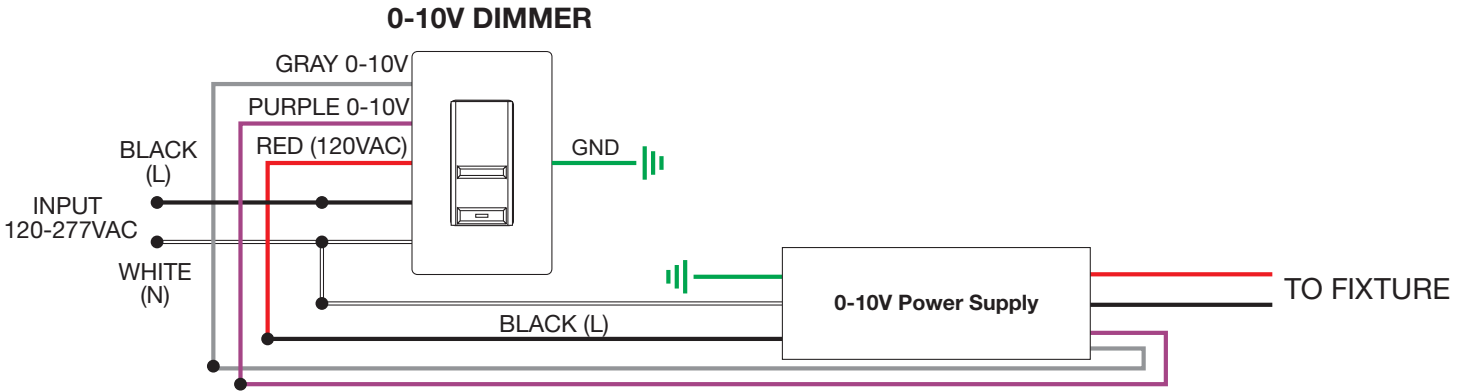 0-10V DIMMER
GRAY 0-10V
PURPLE 0-10V
RED (120VAC)
GND
BLACK
(L)
INPUT
120-277VAC
WHITE
(N)
BLACK (L)
0-10V Power Supply
TO FIXTURE